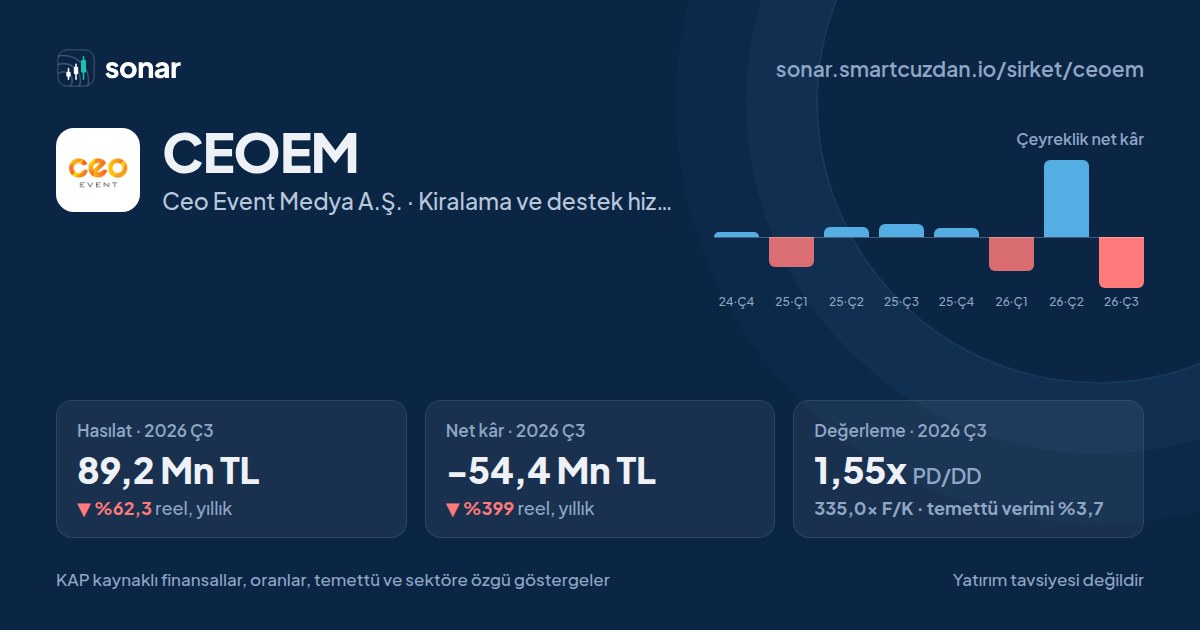 sonar
sonar.smartcuzdan.io/sirket/ceoem
ceo
EVENT
CEOEM
Ceo Event Medya A.Ş. · Kiralama ve destek hiz...
Çeyreklik net kâr
24·Ç4 25·Ç1 25·Ç2 25·Ç3 25·Ç4 26·Ç1 26·Ç2 26·Ç3
Hasılat · 2026 Ç3
89,2 Mn TL
▼ %62,3 reel, yıllık
Net kâr · 2026 Ç3
-54,4 Mn TL
▼ %399 reel, yıllık
Değerleme · 2026 Ç3
1,55x PD/DD
335,0× F/K · temettü verimi %3,7
KAP kaynaklı finansallar, oranlar, temettü ve sektöre özgü göstergeler
Yatırım tavsiyesi değildir